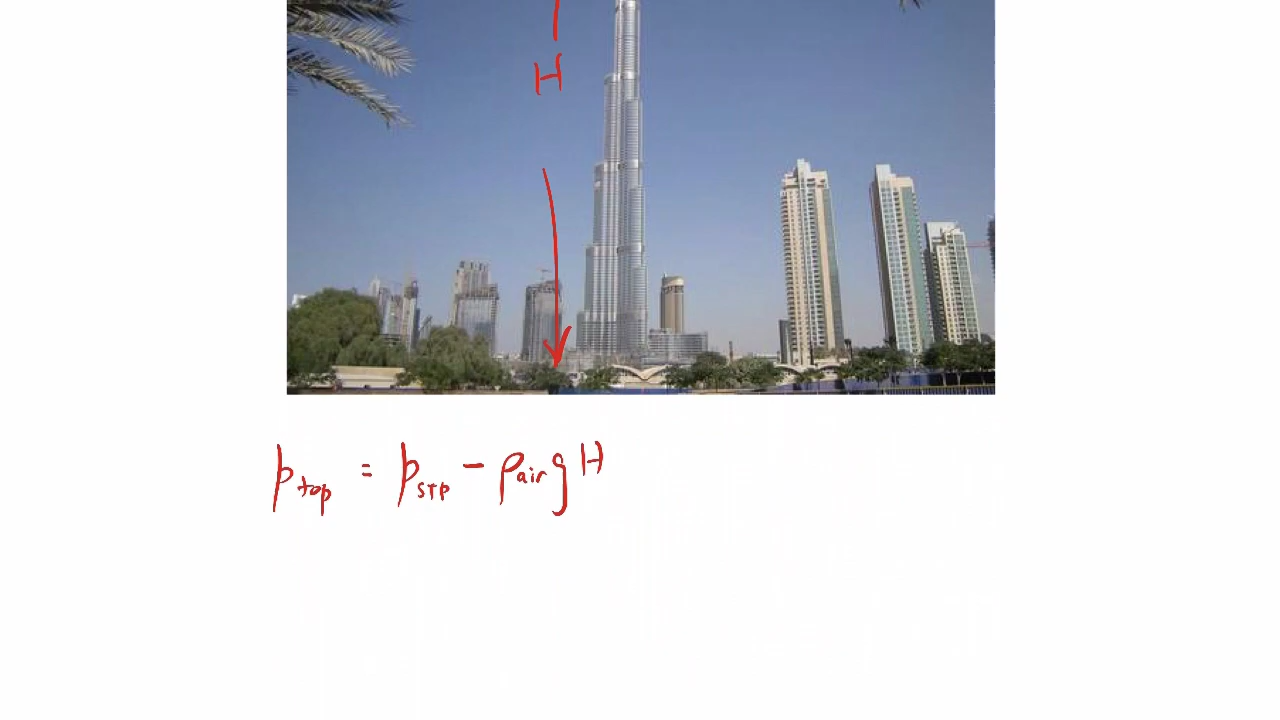 H
p_top = p_STP - ρ_air g H